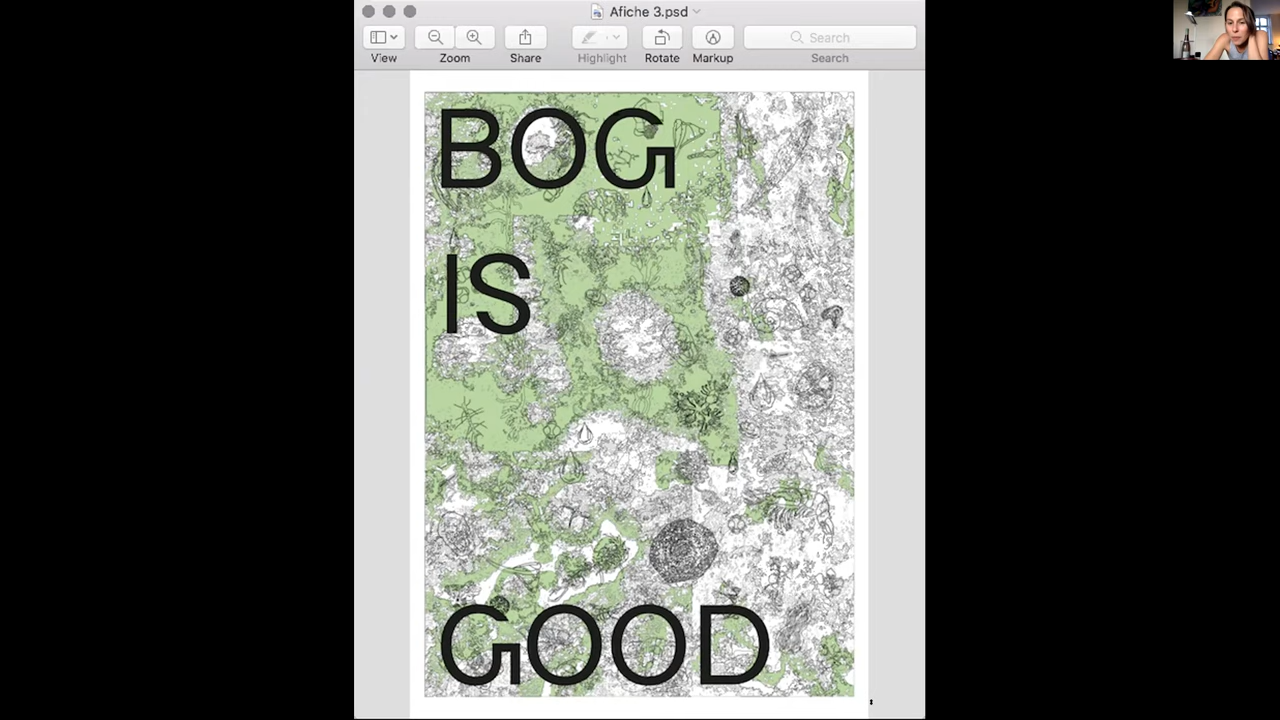 Afiche 3.psd
Search
View
Zoom
Share
Highlight
Rotate
Markup
Search
BOG
IS
GOOD